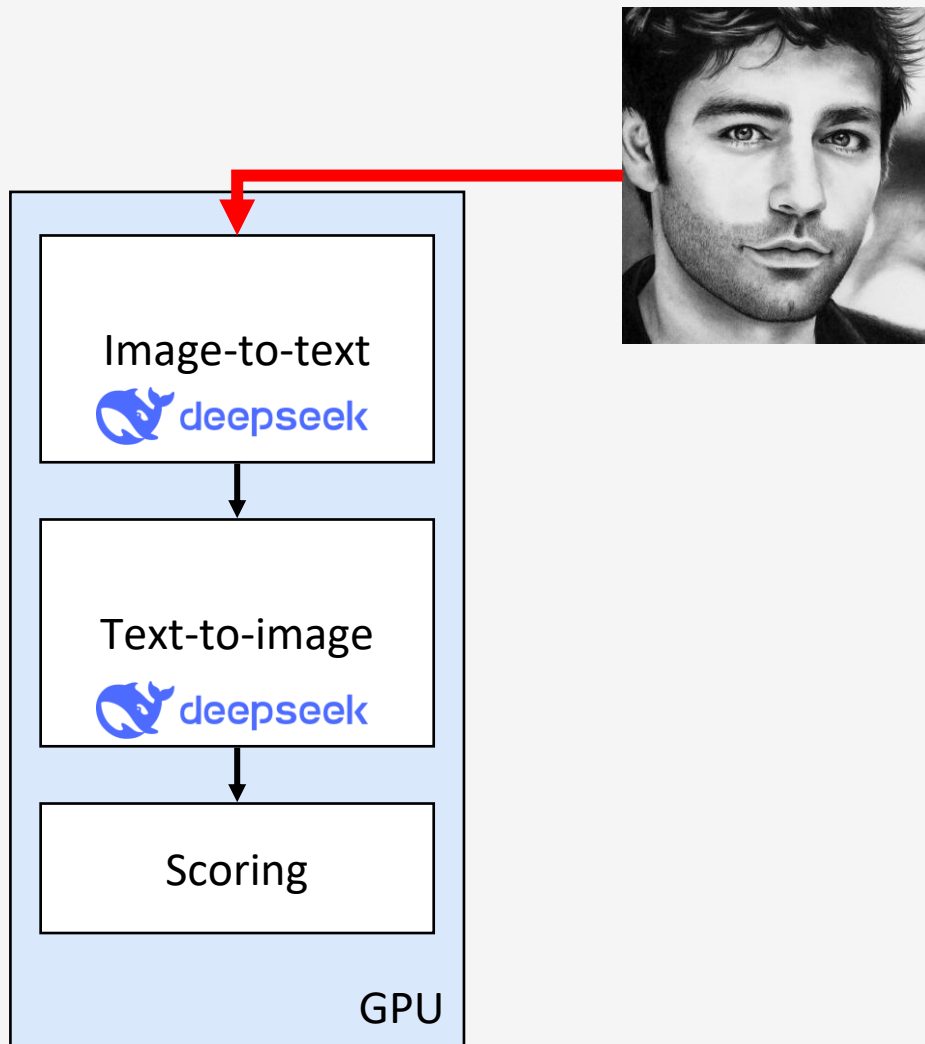 Image-to-text
deepseek
Text-to-image
deepseek
Scoring
GPU